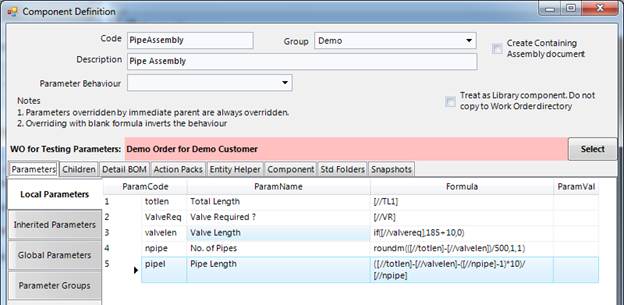 Component Definition
Code PipeAssembly Group Demo Create Containing
Assembly document
Description Pipe Assembly
Parameter Behaviour
Treat as Library component. Do not
copy to Work Order directory
Notes
1. Parameters overridden by immediate parent are always overridden.
2. Overriding with blank formula inverts the behaviour
WO for Testing Parameters: Demo Order for Demo Customer Select
Parameters Children Detail BOM Action Packs Entity Helper Component Std Folders Snapshots
Local Parameters
Inherited Parameters
Global Parameters
Parameter Groups
ParamCode ParamName Formula ParamVal
1 totlen Total Length [//TL1]
2 ValveReq Valve Required ? [//VR]
3 valvelen Valve Length if([//valvereq],185+10,0)
4 npipe No. of Pipes roundm(([//totlen]-[//valvelen])/500,1,1)
5 pipel Pipe Length ([//totlen]-[//valvelen]-([//npipe]-1)*10)/
[//npipe]